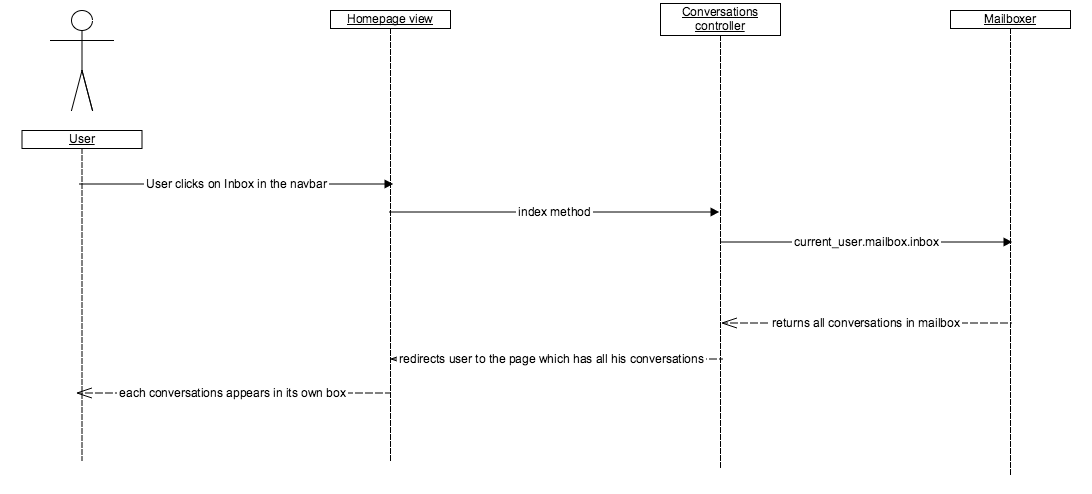 Homepage view
Conversations
controller
Mailboxer
User
User clicks on Inbox in the navbar
index method
current_user.mailbox.inbox
returns all conversations in mailbox
redirects user to the page which has all his conversations
each conversations appears in its own box